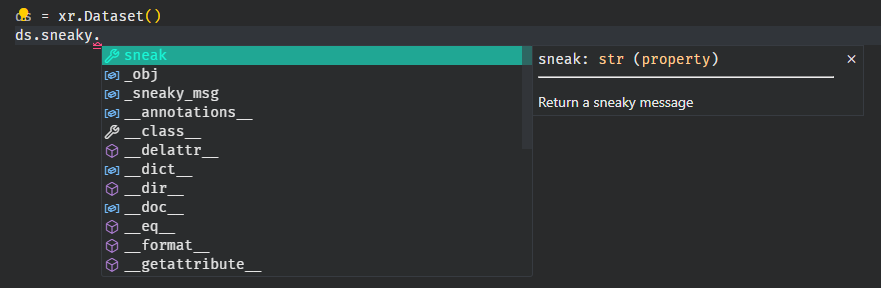 ds = xr.Dataset()
ds.sneaky.
sneak
_obj
_sneaky_msg
__annotations__
__class__
__delattr__
__dict__
__dir__
__doc__
__eq__
__format__
__getattribute__
sneak: str (property)
Return a sneaky message